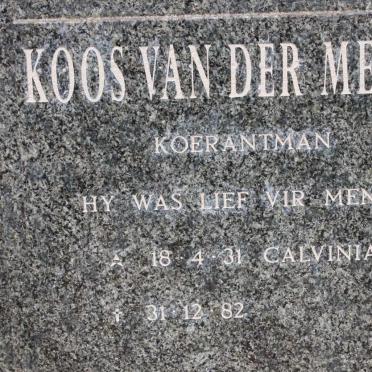 KOOS VAN DER ME
KOERANTMAN
HY WAS LIEF VIR MEN
18·4·31 CALVINIA
† 31·12·82